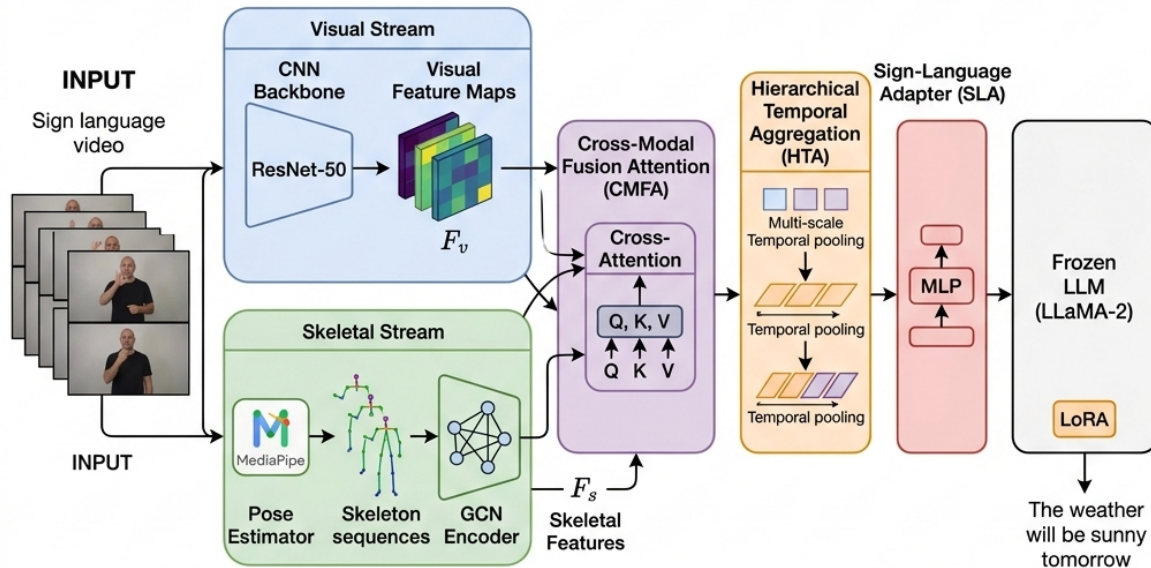 INPUT
Sign language
video
INPUT
Visual Stream
CNN
Backbone
ResNet-50
Visual
Feature Maps
F_v
Skeletal Stream
MediaPipe
Pose
Estimator
Skeleton
sequences
GCN
Encoder
F_s
Skeletal
Features
Cross-Modal
Fusion Attention
(CMFA)
Cross-
Attention
Q, K, V
Q K V
Hierarchical
Temporal
Aggregation
(HTA)
Multi-scale
Temporal pooling
Temporal pooling
Temporal pooling
Sign-Language
Adapter (SLA)
MLP
Frozen
LLM
(LLaMA-2)
LoRA
The weather
will be sunny
tomorrow